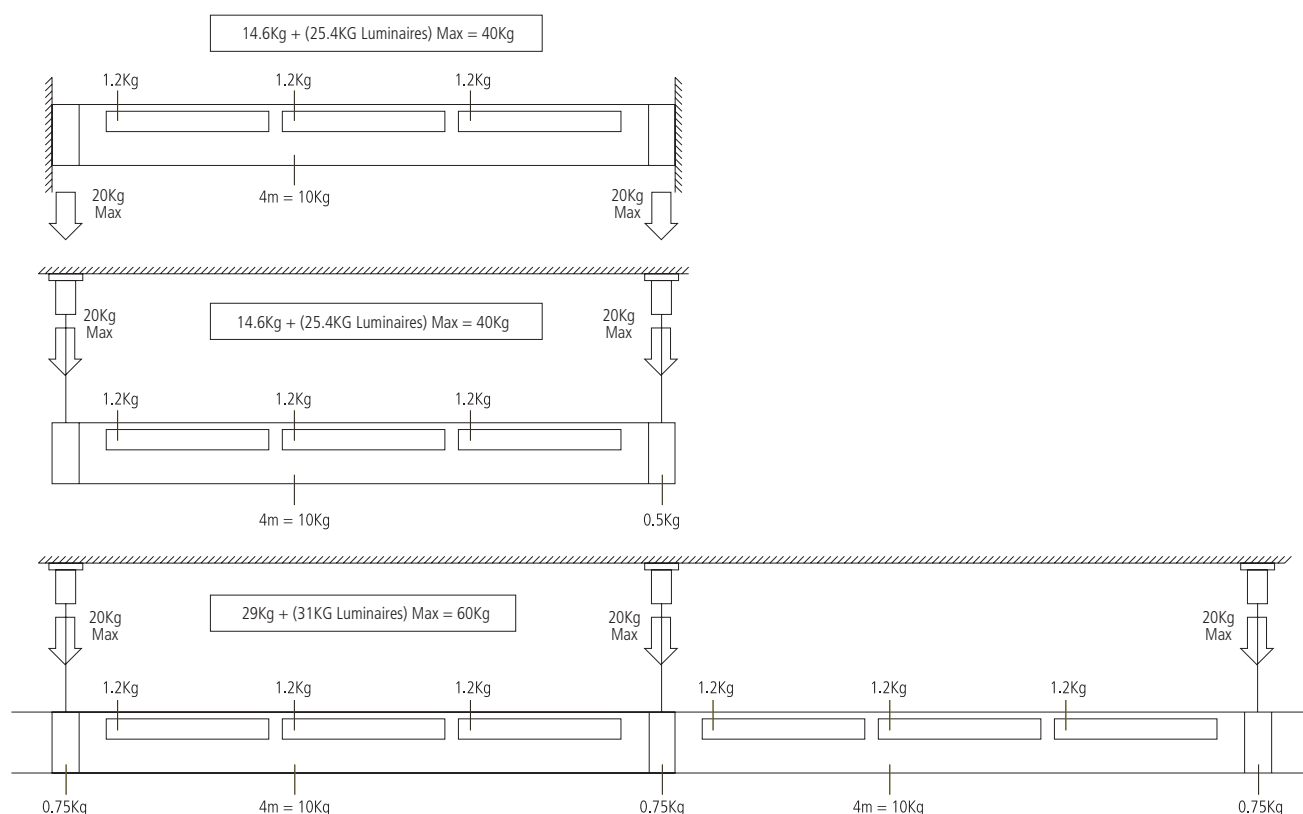 14.6Kg + (25.4KG Luminaires) Max = 40Kg
1.2Kg
1.2Kg
1.2Kg
20Kg
Max
4m = 10Kg
20Kg
Max
20Kg
Max
14.6Kg + (25.4KG Luminaires) Max = 40Kg
20Kg
Max
1.2Kg
1.2Kg
1.2Kg
4m = 10Kg
0.5Kg
20Kg
Max
29Kg + (31KG Luminaires) Max = 60Kg
20Kg
Max
20Kg
Max
1.2Kg
1.2Kg
1.2Kg
1.2Kg
1.2Kg
1.2Kg
0.75Kg
4m = 10Kg
0.75Kg
4m = 10Kg
0.75Kg